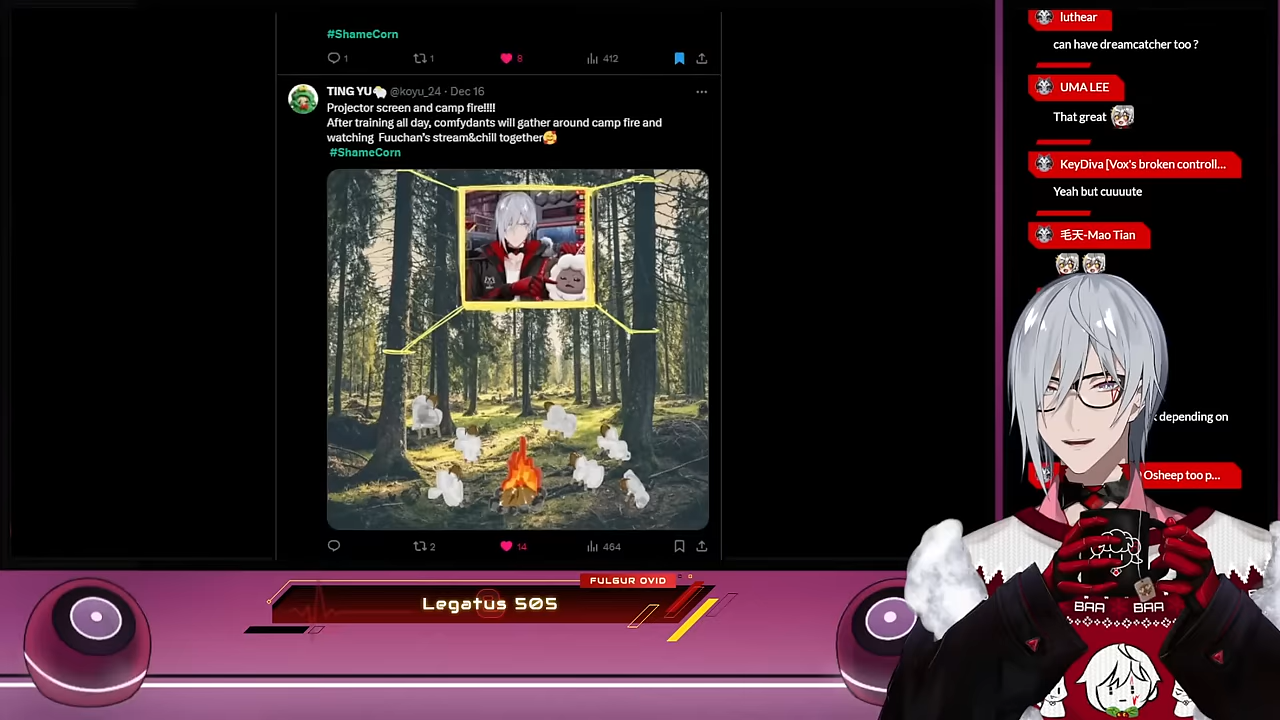 #ShameCorn
1
1
8
412
TING YU @koyu_24 · Dec 16
Projector screen and camp fire!!!!
After training all day, comfydants will gather around camp fire and
watching Fuuchan's stream&chill together
#ShameCorn
2
14
464
FULGUR OVID
Legatus 505
luthear
can have dreamcatcher too ?
UMA LEE
That great
KeyDiva [Vox's broken controll...
Yeah but cuuuute
毛天-Mao Tian
depending on
Osheep too p...
BAA BAA